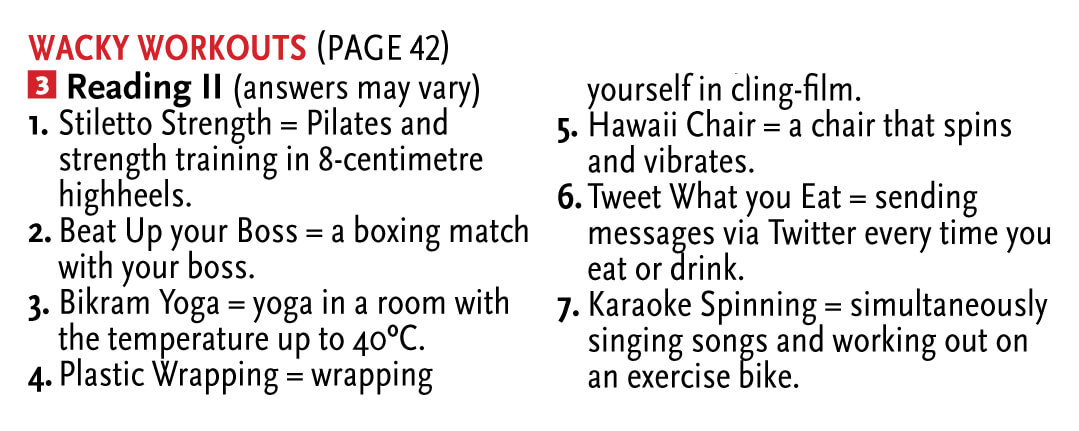 WACKY WORKOUTS (PAGE 42)
3 Reading II (answers may vary)
1. Stiletto Strength = Pilates and
strength training in 8-centimetre
highheels.
2. Beat Up your Boss = a boxing match
with your boss.
3. Bikram Yoga = yoga in a room with
the temperature up to 40ºC.
4. Plastic Wrapping = wrapping
yourself in cling-film.
5. Hawaii Chair = a chair that spins
and vibrates.
6. Tweet What you Eat = sending
messages via Twitter every time you
eat or drink.
7. Karaoke Spinning = simultaneously
singing songs and working out on
an exercise bike.